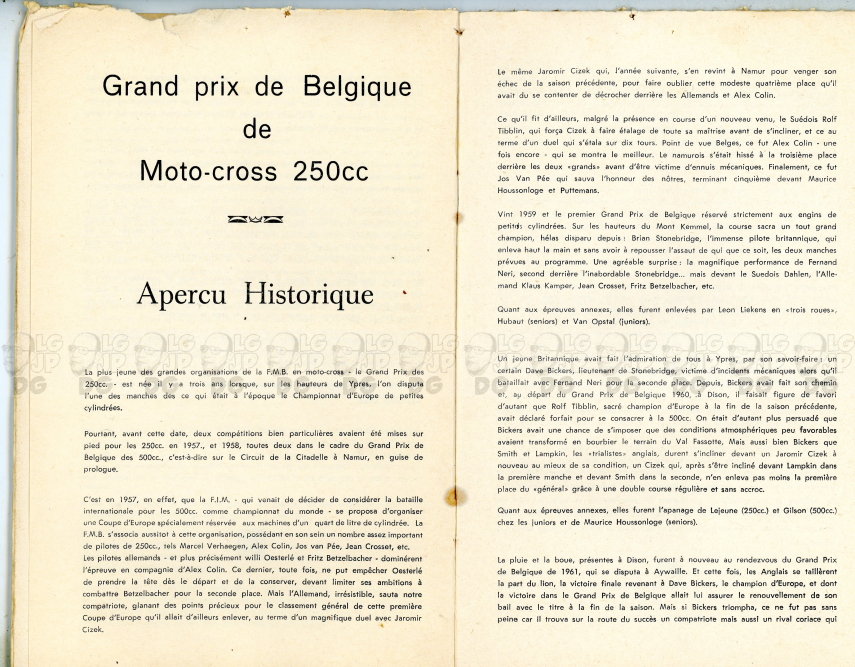 Grand prix de Belgique
de
Moto-cross 250cc
Apercu Historique
La plus jeune des grandes organisations de la F.M.B. en moto-cross - le Grand Prix des
250cc. - est née il y a trois ans lorsque, sur les hauteurs de Ypres, l'on disputa
l'une des manches des ce qui était à l'époque le Championnat d'Europe de petites
cylindrées.
Pourtant, avant cette date, deux compétitions bien particulières avaient été mises sur
pied pour les 250cc. en 1957., et 1958, toutes deux dans le cadre du Grand Prix de
Belgique des 500cc., c'est-à-dire sur le Circuit de la Citadelle à Namur, en guise de
prologue.
C'est en 1957, en effet, que la F.I.M. - qui venait de décider de considérer la bataille
internationale pour les 500cc. comme championnat du monde - se proposa d'organiser
une Coupe d'Europe spécialement réservée aux machines d'un quart de litre de cylindrée. La
F.M.B. s'associa aussitot à cette organisation, possédant en son sein un nombre assez important
de pilotes de 250cc., tels Marcel Verhaegen, Alex Colin, Jos van Pée, Jean Crosset, etc.
Les pilotes allemands - et plus précisément willi Oesterlé et Fritz Betzelbacher - dominérent
l'épreuve en compagnie d'Alex Colin. Ce dernier, toute fois, ne put empêcher Oesterlé
de prendre la tête dès le départ et de la conserver, devant limiter ses ambitions à
combattre Betzelbacher pour la seconde place. Mais l'Allemand, irrésistible, sauta notre
compatriote, glanant des points précieux pour le classement général de cette première
Coupe d'Europe qu'il allait d'ailleurs enlever, au terme d'un magnifique duel avec Jaromir
Cizek.
Le même Jaromir Cizek qui, l'année suivante, s'en revint à Namur pour venger son
échec de la saison précédente, pour faire oublier cette modeste quatrième place qu'il
avait du se contenter de décrocher derrière les Allemands et Alex Colin.
Ce qu'il fit d'ailleurs, malgré la présence en course d'un nouveau venu, le Suédois Rolf
Tibblin, qui força Cizek à faire étalage de toute sa maîtrise avant de s'incliner, et ce au
terme d'un duel qui s'étala sur dix tours. Point de vue Belges, ce fut Alex Colin - une
fois encore - qui se montra le meilleur. Le namurois s'était hissé à la troisième place
derrière les deux «grands» avant d'être victime d'ennuis mécaniques. Finalement, ce fut
Jos Van Pée qui sauva l'honneur des nôtres, terminant cinquième devant Maurice
Houssonloge et Puttemans.
Vint 1959 et le premier Grand Prix de Belgique réservé strictement aux engins de
petites cylindrées. Sur les hauteurs du Mont Kemmel, la course sacra un tout grand
champion, hélas disparu depuis : Brian Stonebridge, l'immense pilote britannique, qui
enleva haut la main et sans avoir à repousser l'assaut de qui que ce soit, les deux manches
prévues au programme. Une agréable surprise : la magnifique performance de Fernand
Neri, second derrière l'inabordable Stonebridge... mais devant le Suedois Dahlen, l'Alle-
mand Klaus Kamper, Jean Crosset, Fritz Betzelbacher, etc.
Quant aux épreuves annexes, elles furent enlevées par Leon Liekens en «trois roues»,
Hubaut (seniors) et Van Opstal (juniors).
Un jeune Britannique avait fait l'admiration de tous à Ypres, par son savoir-faire : un
certain Dave Bickers, lieutenant de Stonebridge, victime d'incidents mécaniques alors qu'il
bataillait avec Fernand Neri pour la seconde place. Depuis, Bickers avait fait son chemin
et, au départ du Grand Prix de Belgique 1960, à Dison, il faisait figure de favori
d'autant que Rolf Tibblin, sacré champion d'Europe à la fin de la saison précédente,
avait déclaré forfait pour se consacrer à la 500cc. On était d'autant plus persuadé que
Bickers avait une chance de s'imposer que des conditions atmosphériques peu favorables
avaient transformé en bourbier le terrain du Val Fassotte. Mais aussi bien Bickers que
Smith et Lampkin, les «trialistes» anglais, durent s'incliner devant un Jaromir Cizek à
nouveau au mieux de sa condition, un Cizek qui, après s'être incliné devant Lampkin dans
la première manche et devant Smith dans la seconde, n'en enleva pas moins la première
place du «général» grâce à une double course régulière et sans accroc.
Quant aux épreuves annexes, elles furent l'apanage de Lejeune (250cc.) et Gilson (500cc.)
chez les juniors et de Maurice Houssonloge (seniors).
La pluie et la boue, présentes à Dison, furent à nouveau au rendezvous du Grand Prix
de Belgique de 1961, qui se disputa à Aywaille. Et cette fois, les Anglais se taillèrent
la part du lion, la victoire finale revenant à Dave Bickers, le champion d'Europe, et dont
la victoire dans le Grand Prix de Belgique allait lui assurer le renouvellement de son
bail avec le titre à la fin de la saison. Mais si Bickers triompha, ce ne fut pas sans
peine car il trouva sur la route du succès un compatriote mais aussi un rival coriace qui